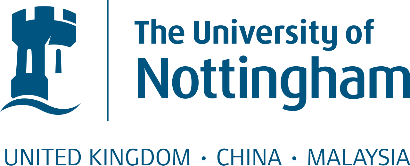 The University of
Nottingham
UNITED KINGDOM · CHINA · MALAYSIA